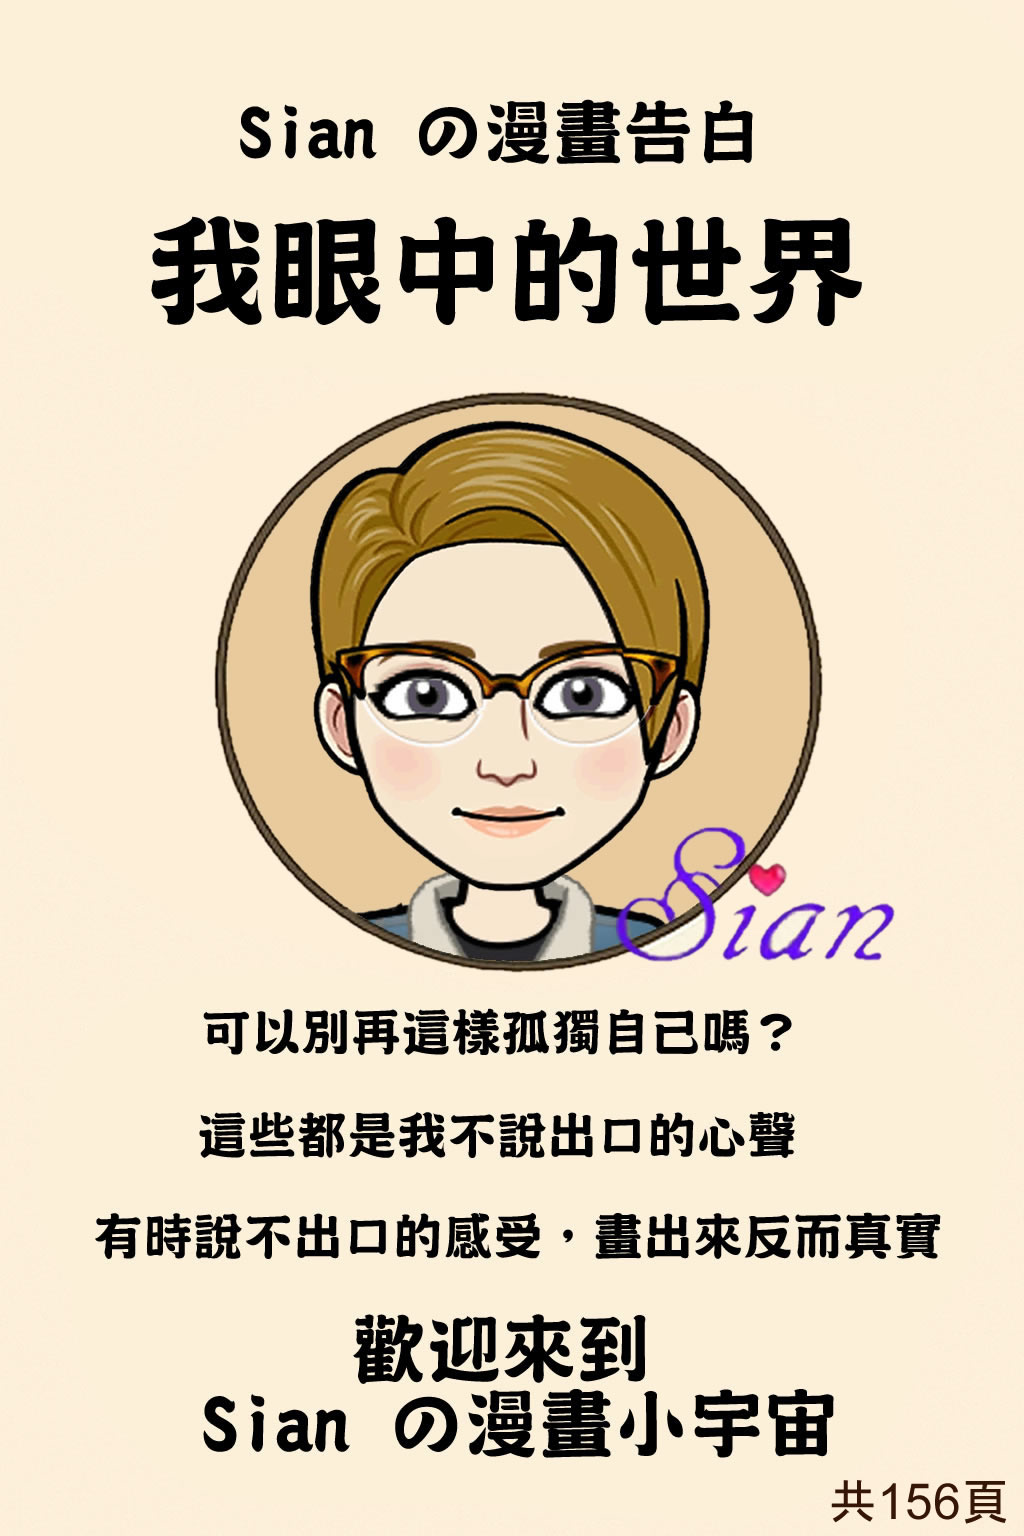 Sian の漫畫告白
我眼中的世界
Sian
可以別再這樣孤獨自己嗎？
這些都是我不說出口的心聲
有時說不出口的感受，畫出來反而真實
歡迎來到
Sian の漫畫小宇宙
共156頁